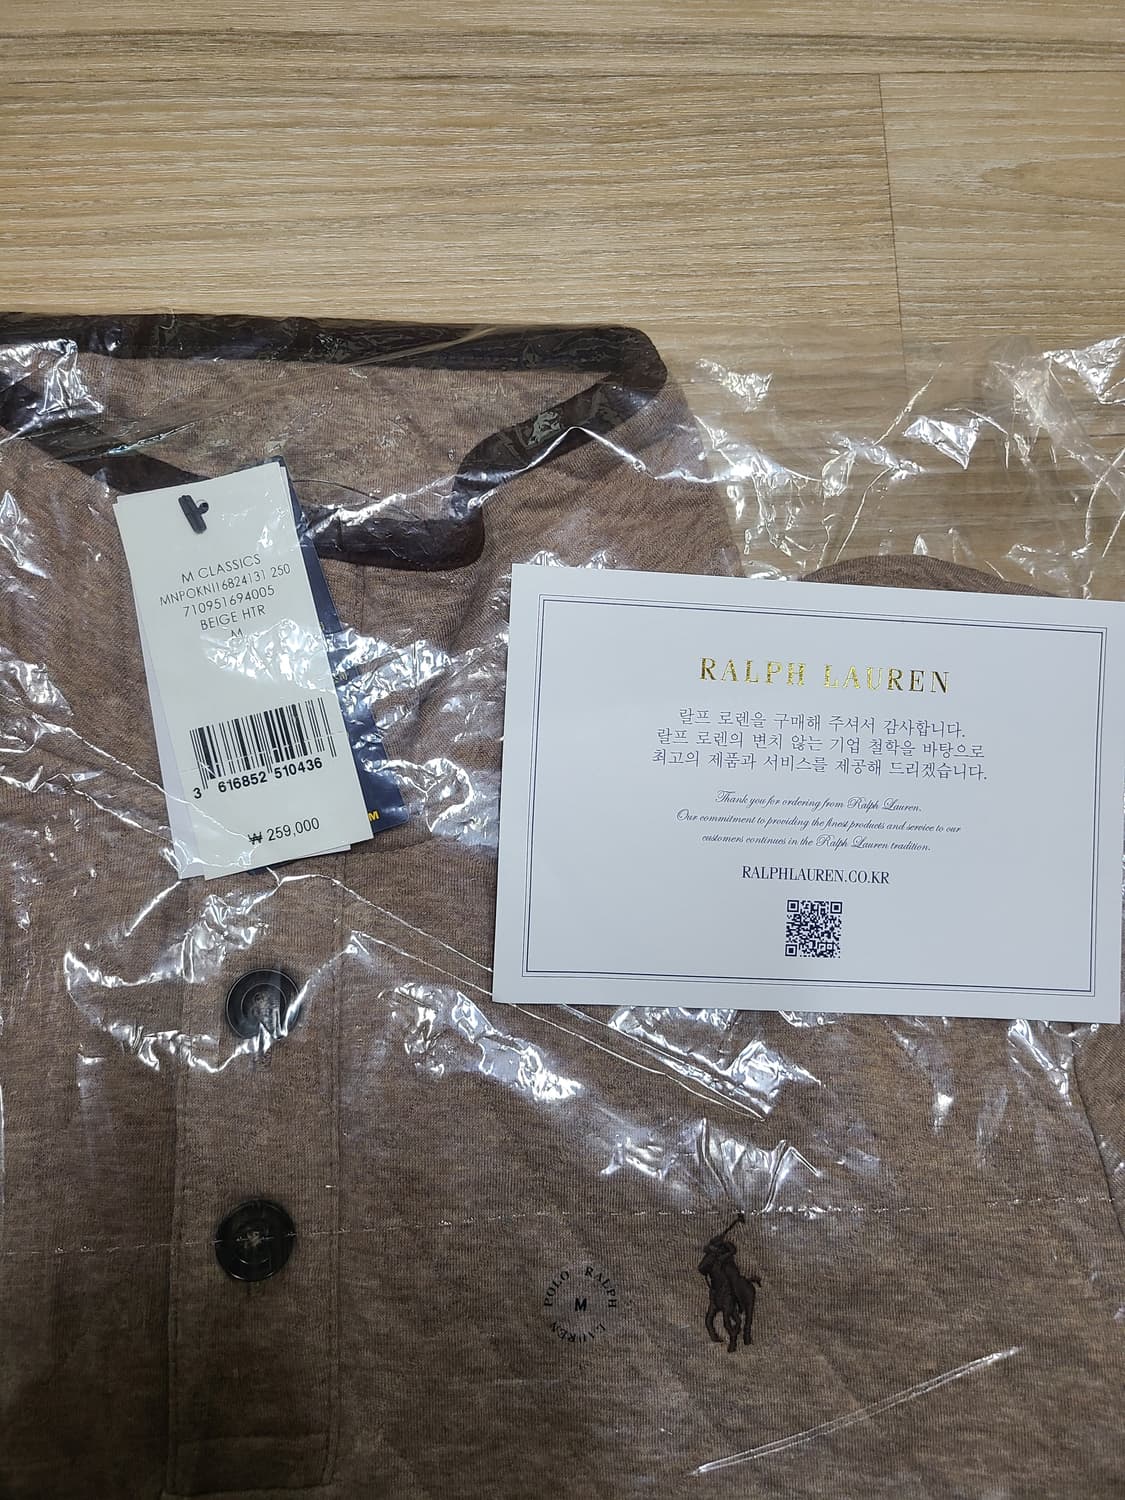 M CLASSICS
MNPOKNI16824131 250
710951694005
BEIGE HTR
M
3 616852 510436
₩ 259,000
M
RALPH LAUREN
랄프 로렌을 구매해 주셔서 감사합니다.
랄프 로렌의 변치 않는 기업 철학을 바탕으로
최고의 제품과 서비스를 제공해 드리겠습니다.
Thank you for ordering from Ralph Lauren.
Our commitment to providing the finest products and service to our
customers continues in the Ralph Lauren tradition.
RALPHLAUREN.CO.KR
POLO RALPH LAUREN
M